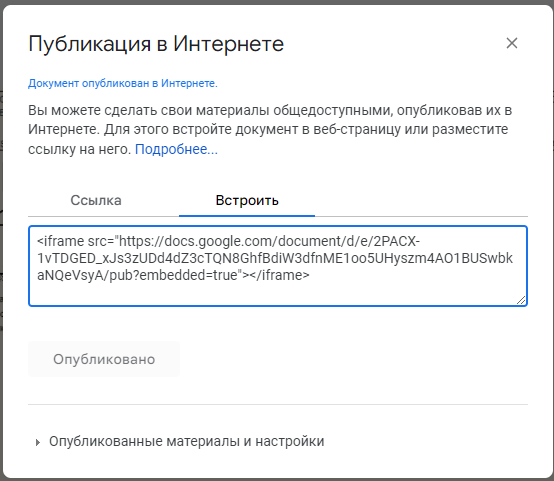 Публикация в Интернете
Документ опубликован в Интернете.
Вы можете сделать свои материалы общедоступными, опубликовав их в
Интернете. Для этого встройте документ в веб-страницу или разместите
ссылку на него. Подробнее...
Ссылка
Встроить
<iframe src="https://docs.google.com/document/d/e/2PACX-
1vTDGED_xJs3zUDd4dZ3cTQN8GhfBdiW3dfnME1oo5UHyszm4AO1BUSwbk
aNQeVsyA/pub?embedded=true"></iframe>
Опубликовано
Опубликованные материалы и настройки